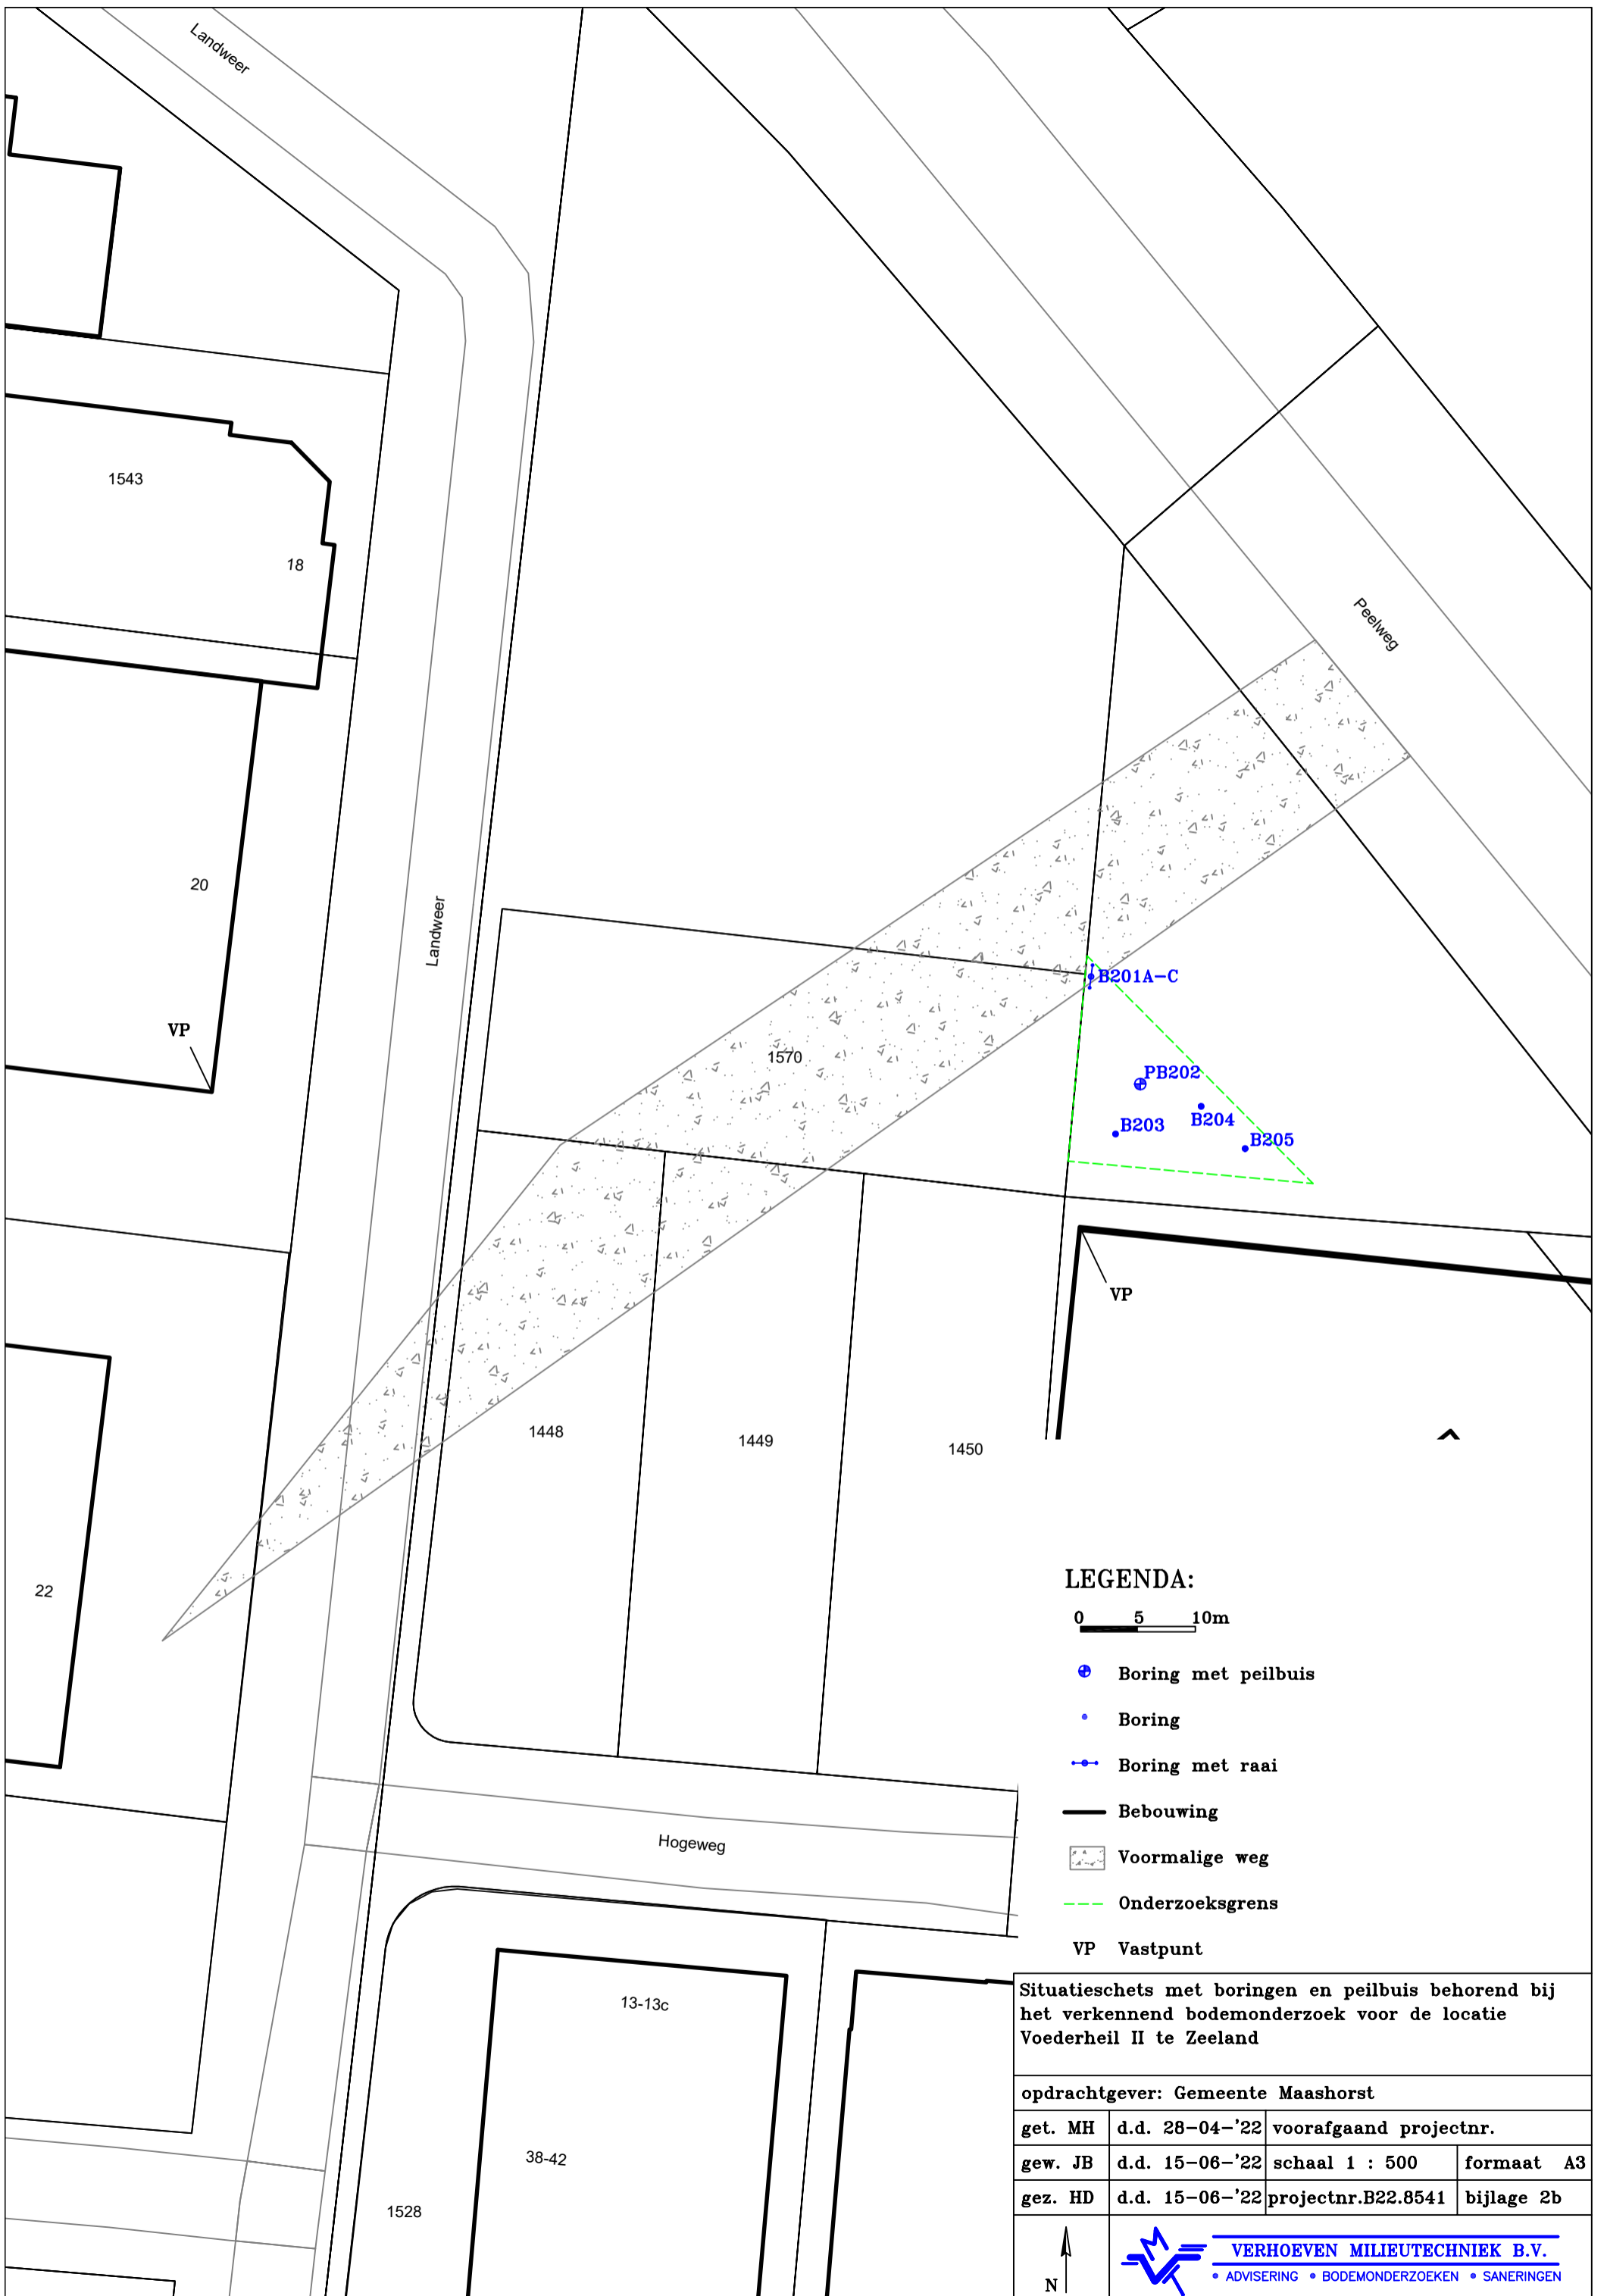 Landweer
1543
18
Peelweg
20
Landweer
B201A-C
VP
1570
PB202
B204
B203
B205
VP
1448
1449
1450
22
LEGENDA:
0 5 10m
Boring met peilbuis
Boring
Boring met raai
Bebouwing
Voormalige weg
Onderzoeksgrens
VP Vastpunt
Hogeweg
13-13c
38-42
1528
Situatieschets met boringen en peilbuis behorend bij
het verkennend bodemonderzoek voor de locatie
Voederheil II te Zeeland
opdrachtgever: Gemeente Maashorst
get. MH d.d. 28-04-'22 voorafgaand projectnr.
gew. JB d.d. 15-06-'22 schaal 1 : 500 formaat A3
gez. HD d.d. 15-06-'22 projectnr.B22.8541 bijlage 2b
N
VM
VERHOEVEN MILIEUTECHNIEK B.V.
• ADVISERING • BODEMONDERZOEKEN • SANERINGEN